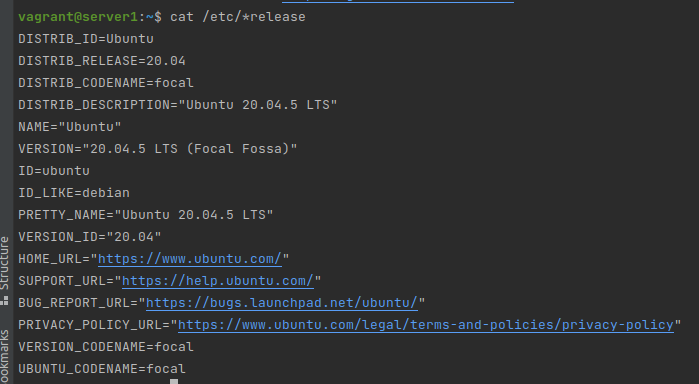 vagrant@server1:~$ cat /etc/*release
DISTRIB_ID=Ubuntu
DISTRIB_RELEASE=20.04
DISTRIB_CODENAME=focal
DISTRIB_DESCRIPTION="Ubuntu 20.04.5 LTS"
NAME="Ubuntu"
VERSION="20.04.5 LTS (Focal Fossa)"
ID=ubuntu
ID_LIKE=debian
PRETTY_NAME="Ubuntu 20.04.5 LTS"
VERSION_ID="20.04"
HOME_URL="https://www.ubuntu.com/"
SUPPORT_URL="https://help.ubuntu.com/"
BUG_REPORT_URL="https://bugs.launchpad.net/ubuntu/"
PRIVACY_POLICY_URL="https://www.ubuntu.com/legal/terms-and-policies/privacy-policy"
VERSION_CODENAME=focal
UBUNTU_CODENAME=focal
Structure
ookmarks